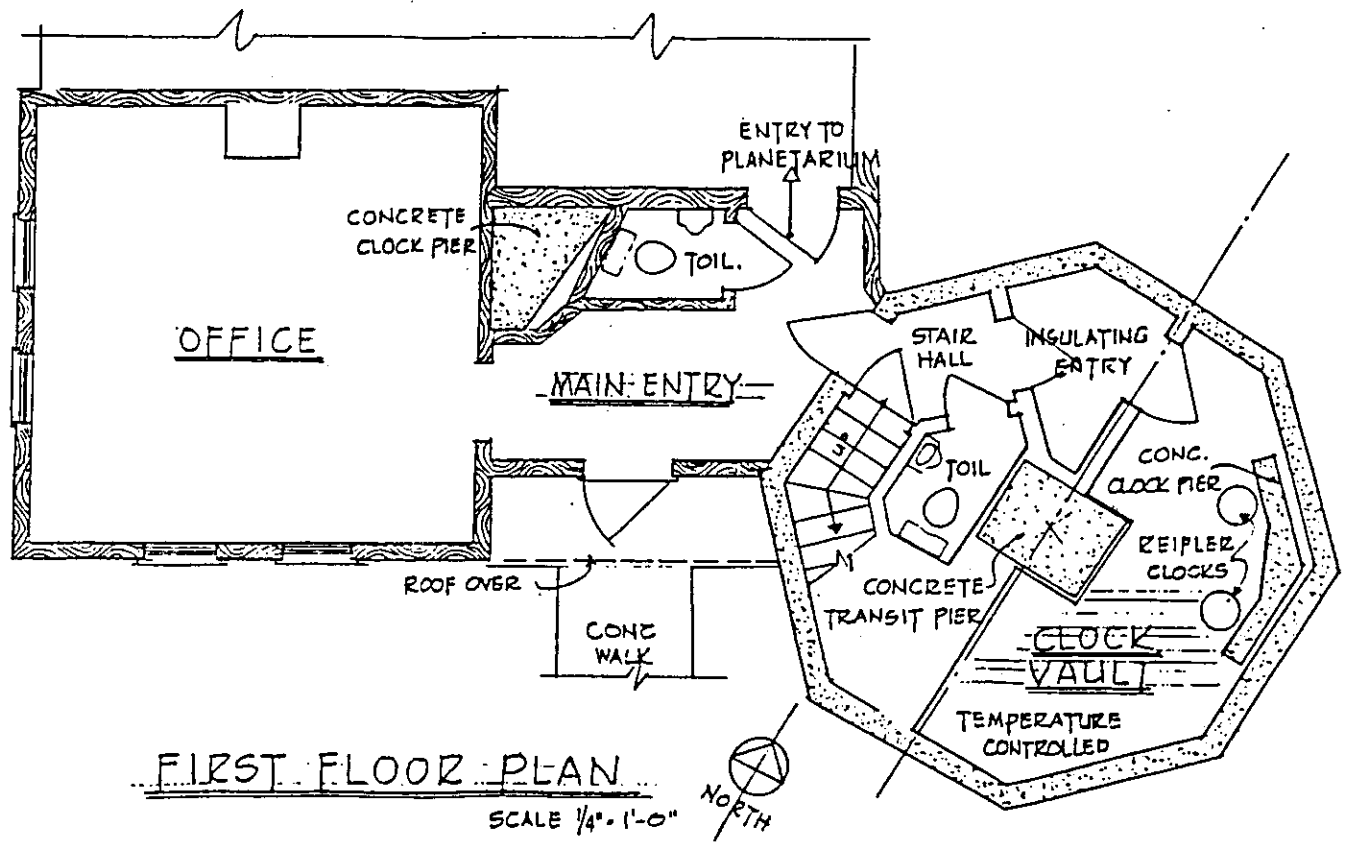 ENTRY TO
PLANETARIUM
CONCRETE
CLOCK PIER
TOIL.
OFFICE
MAIN ENTRY
STAIR
HALL
INSULATING
ENTRY
TOIL
CONC.
CLOCK PIER
REIFLER
CLOCKS
CONCRETE
TRANSIT PIER
ROOF OVER
CONC
WALK
CLOCK
VAULT
TEMPERATURE
CONTROLLED
FIRST FLOOR PLAN
SCALE 1/4" = 1'-0"
NORTH